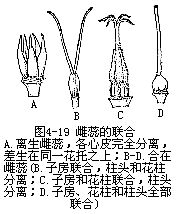 A
B
C
D
图4-19 雌蕊的联合
A.离生雌蕊，各心皮完全分离，
着生在同一花托之上；B-D.合在
雌蕊(B.子房联合，柱头和花柱
分离；C.子房和花柱联合，柱头
分离；D.子房、花柱和柱头全部
联合)